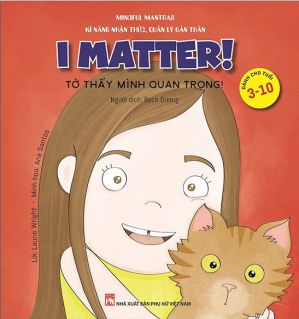 MINDFUL MANTRAS
KĨ NĂNG NHẬN THỨC, QUẢN LÝ BẢN THÂN
I MATTER!
TỚ THẤY MÌNH QUAN TRỌNG!
Người dịch: Bạch Dương
DÀNH CHO TUỔI
3-10
Lời: Laurie Wright - Minh họa: Ana Santos
NHÀ XUẤT BẢN PHỤ NỮ VIỆT NAM